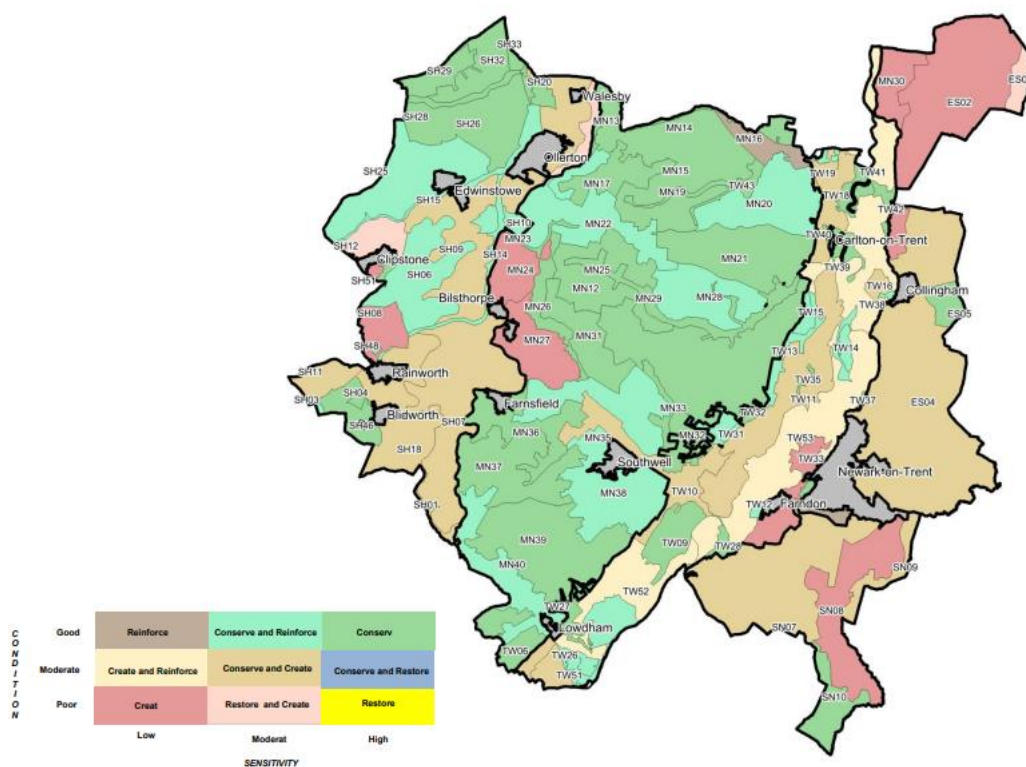 SH33
SH32
SH29
SH20
Walesby
MN30
ES02
ES0
MN13
SH28
SH26
MN14
MN16
Ollerton
SH25
MN15
TW19
TW41
Edwinstowe
MN17
MN19
TW43
TW18
SH15
MN20
TW42
SH10
MN22
SH12
MN23
TW40
Carlton-on-Trent
SH09
SH14
MN21
Clipstone
SH06
MN24
MN25
TW39
SH51
MN12
TW16
Collingham
Bilsthorpe
MN29
MN28
TW38
MN26
SH08
TW15
ES05
MN31
MN27
TW14
SH48
TW13
Rainworth
SH11
TW35
SH04
SH03
Farnsfield
TW11
TW37
ES04
Blidworth
MN33
TW32
SH46
SH07
MN36
MN35
MN32
TW31
TW53
SH18
TW33
MN37
Southwell
Newark-on-Trent
MN38
TW10
SH01
TW12
Farndon
MN39
TW09
TW28
MN40
SN09
TW52
TW27
SN08
Lowdham
SN07
TW06
TW26
TW51
SN10
CONDITION
Good
Reinforce
Conserve and Reinforce
Conserv
Moderate
Create and Reinforce
Conserve and Create
Conserve and Restore
Poor
Creat
Restore and Create
Restore
Low
Moderat
High
SENSITIVITY